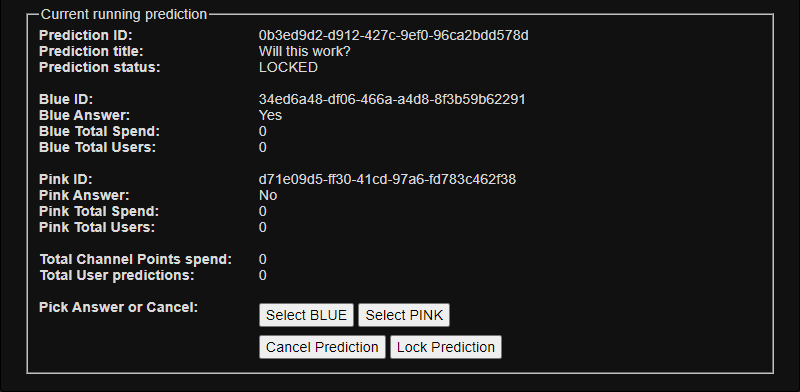 Current running prediction
Prediction ID: 0b3ed9d2-d912-427c-9ef0-96ca2bdd578d
Prediction title: Will this work?
Prediction status: LOCKED
Blue ID: 34ed6a48-df06-466a-a4d8-8f3b59b62291
Blue Answer: Yes
Blue Total Spend: 0
Blue Total Users: 0
Pink ID: d71e09d5-ff30-41cd-97a6-fd783c462f38
Pink Answer: No
Pink Total Spend: 0
Pink Total Users: 0
Total Channel Points spend: 0
Total User predictions: 0
Pick Answer or Cancel: Select BLUE Select PINK
Cancel Prediction Lock Prediction